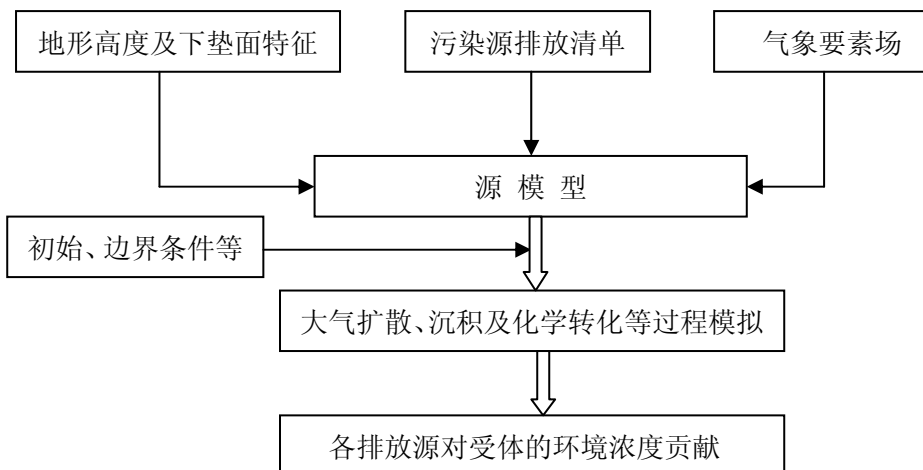 地形高度及下垫面特征
污染源排放清单
气象要素场
源 模 型
初始、边界条件等
大气扩散、沉积及化学转化等过程模拟
各排放源对受体的环境浓度贡献